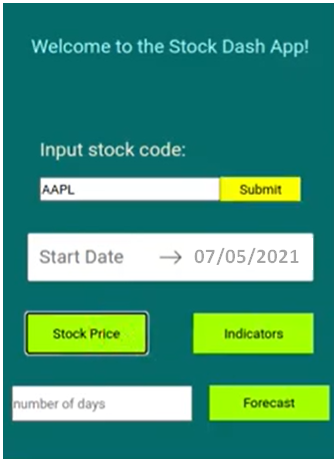 Welcome to the Stock Dash App!
Input stock code:
AAPL Submit
Start Date → 07/05/2021
Stock Price Indicators
number of days Forecast